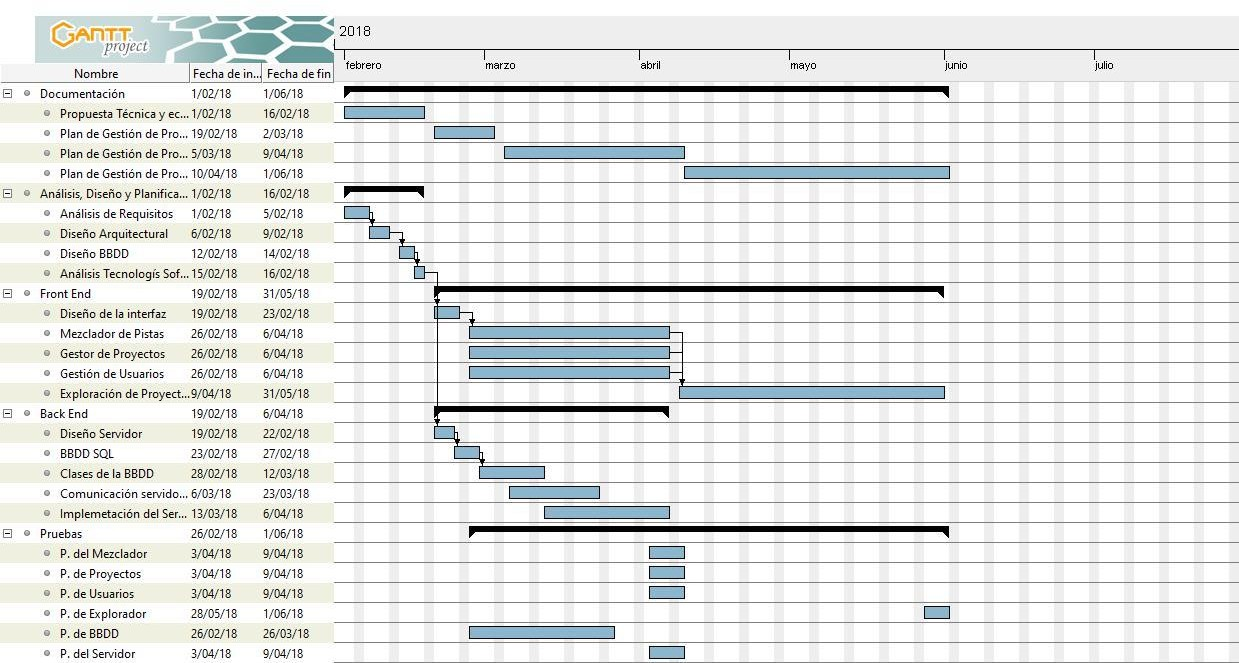 GANTT
project
2018
febrero marzo abril mayo junio julio
Nombre Fecha de in... Fecha de fin
Documentación 1/02/18 1/06/18
Propuesta Técnica y ec... 1/02/18 16/02/18
Plan de Gestión de Pro... 19/02/18 2/03/18
Plan de Gestión de Pro... 5/03/18 9/04/18
Plan de Gestión de Pro... 10/04/18 1/06/18
Análisis, Diseño y Planifica... 1/02/18 16/02/18
Análisis de Requisitos 1/02/18 5/02/18
Diseño Arquitectural 6/02/18 9/02/18
Diseño BBDD 12/02/18 14/02/18
Análisis Tecnologís Sof... 15/02/18 16/02/18
Front End 19/02/18 31/05/18
Diseño de la interfaz 19/02/18 23/02/18
Mezclador de Pistas 26/02/18 6/04/18
Gestor de Proyectos 26/02/18 6/04/18
Gestión de Usuarios 26/02/18 6/04/18
Exploración de Proyect... 9/04/18 31/05/18
Back End 19/02/18 6/04/18
Diseño Servidor 19/02/18 22/02/18
BBDD SQL 23/02/18 27/02/18
Clases de la BBDD 28/02/18 12/03/18
Comunicación servido... 6/03/18 23/03/18
Implemetación del Ser... 13/03/18 6/04/18
Pruebas 26/02/18 1/06/18
P. del Mezclador 3/04/18 9/04/18
P. de Proyectos 3/04/18 9/04/18
P. de Usuarios 3/04/18 9/04/18
P. de Explorador 28/05/18 1/06/18
P. de BBDD 26/02/18 26/03/18
P. del Servidor 3/04/18 9/04/18